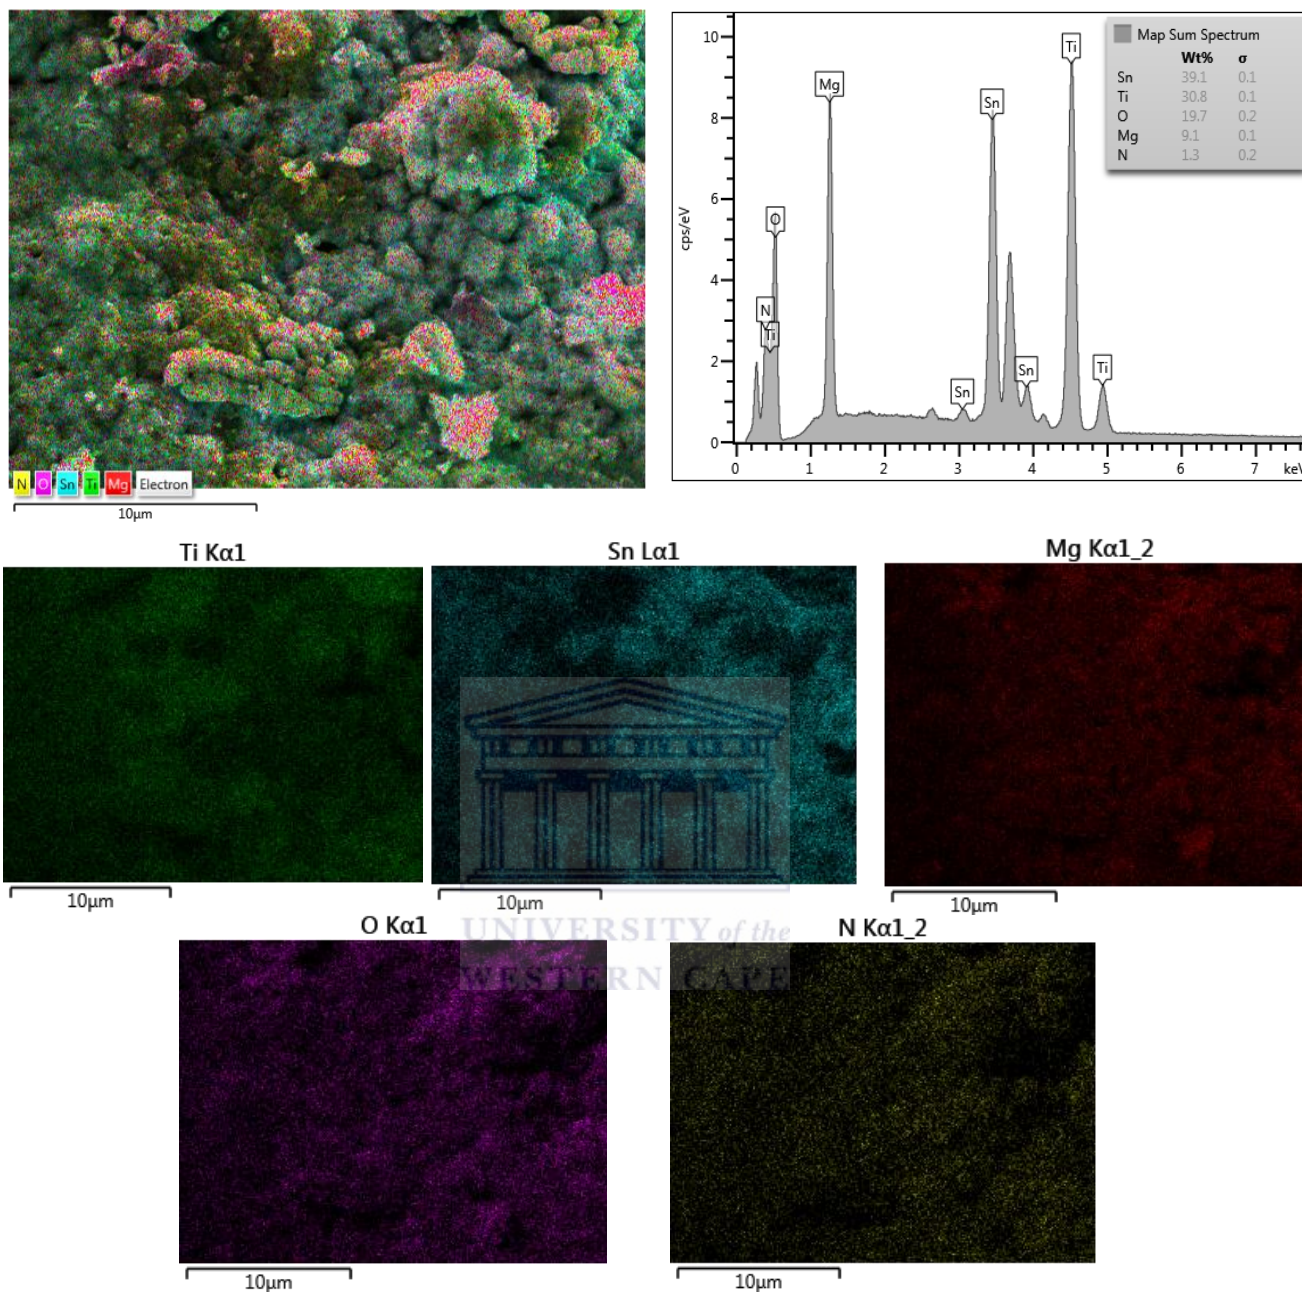 N O Sn Ti Mg Electron
10μm
Map Sum Spectrum
Wt% σ
Sn 39.1 0.1
Ti 30.8 0.1
O 19.7 0.2
Mg 9.1 0.1
N 1.3 0.2
Ti
Mg
Sn
O
N
Ti
Sn
Sn
Ti
cps/eV
10
8
6
4
2
0
0 1 2 3 4 5 6 7 keV
Ti Kα1
Sn Lα1
Mg Kα1_2
10μm
10μm
10μm
O Kα1
N Kα1_2
UNIVERSITY of the
WESTERN CAPE
10μm
10μm